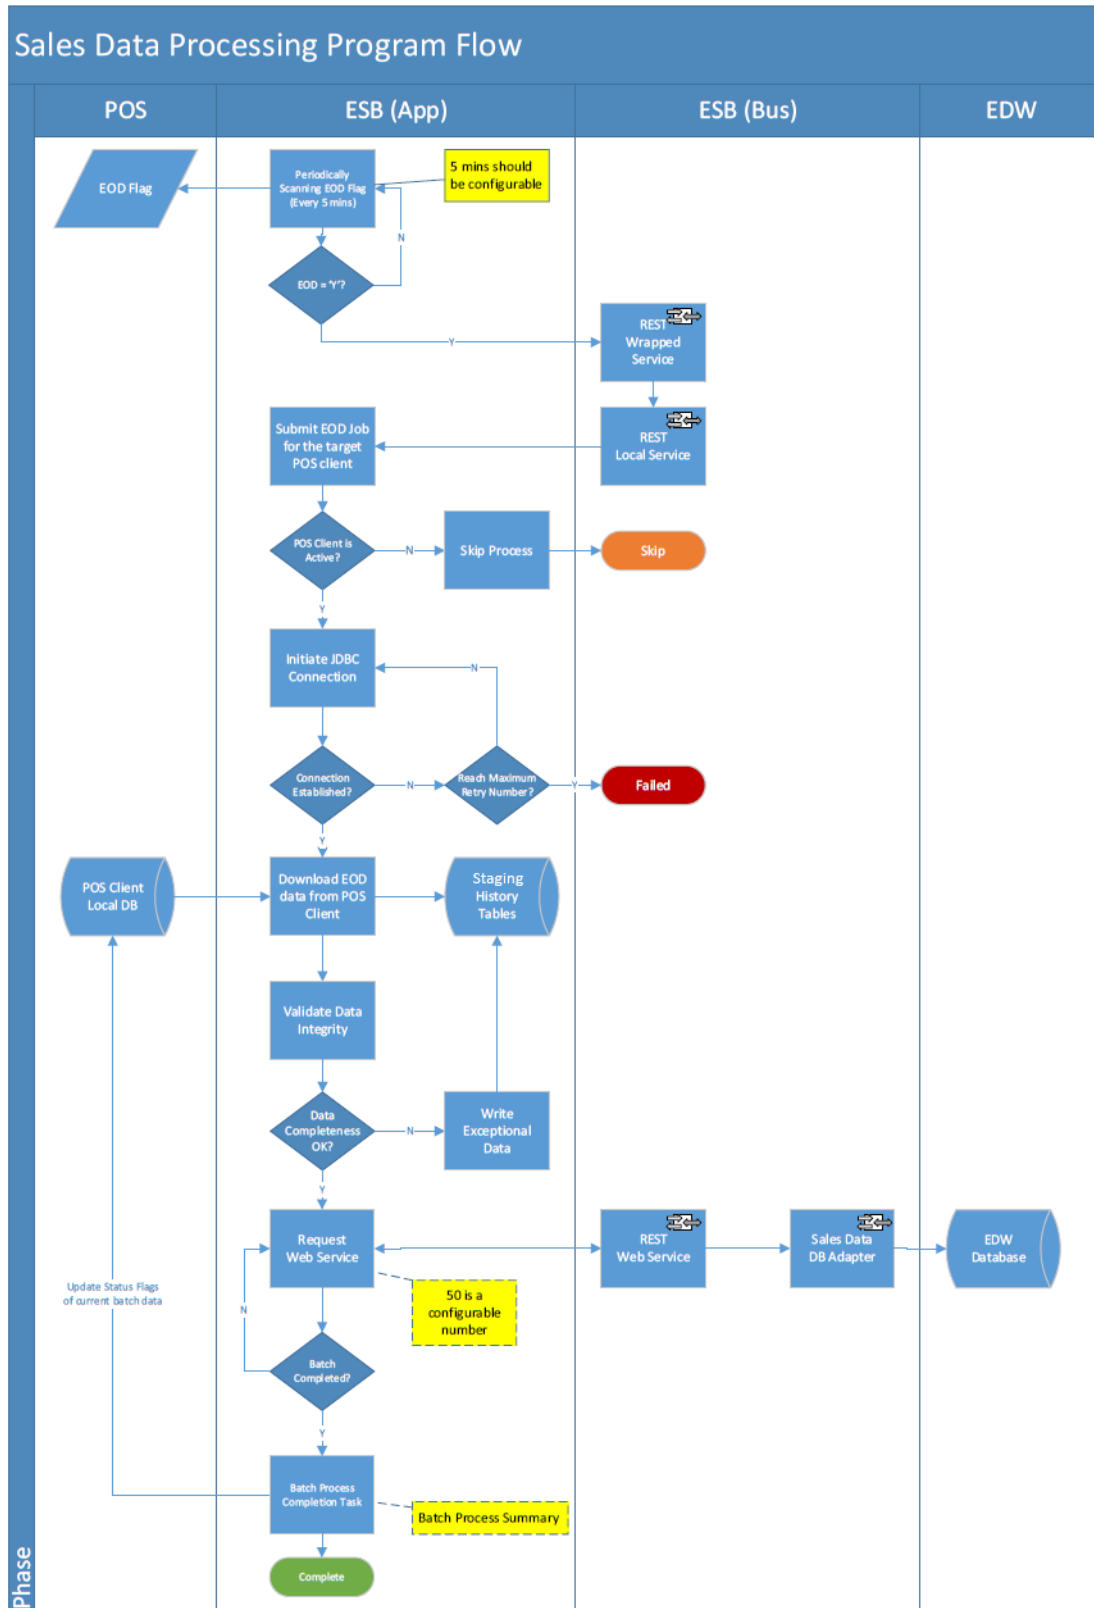 Sales Data Processing Program Flow
POS
ESB (App)
ESB (Bus)
EDW
EOD Flag
Periodically
Scanning EOD Flag
(Every 5 mins)
5 mins should
be configurable
N
EOD = 'Y'?
Y
REST
Wrapped
Service
Submit EOD Job
for the target
POS client
REST
Local Service
POS Client is
Active?
N
Skip Process
Skip
Y
Initiate JDBC
Connection
N
Connection
Established?
N
Reach Maximum
Retry Number?
Y
Failed
Y
POS Client
Local DB
Download EOD
data from POS
Client
Staging
History
Tables
Validate Data
Integrity
Data
Completeness
OK?
N
Write
Exceptional
Data
Y
Request
Web Service
REST
Web Service
Sales Data
DB Adapter
EDW
Database
Update Status Flags
of current batch data
N
50 is a
configurable
number
Batch
Completed?
Y
Batch Process
Completion Task
Batch Process Summary
Complete
Phase